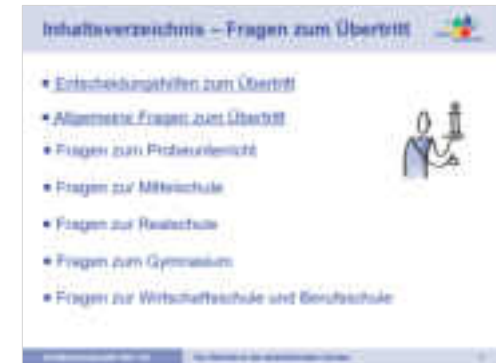 Inhaltsverzeichnis – Fragen zum Übertritt
Entscheidungshilfen zum Übertritt
Allgemeine Fragen zum Übertritt
Fragen zum Probeunterricht
Fragen zur Mittelschule
Fragen zur Realschule
Fragen zum Gymnasium
Fragen zur Wirtschaftsschule und Berufsschule